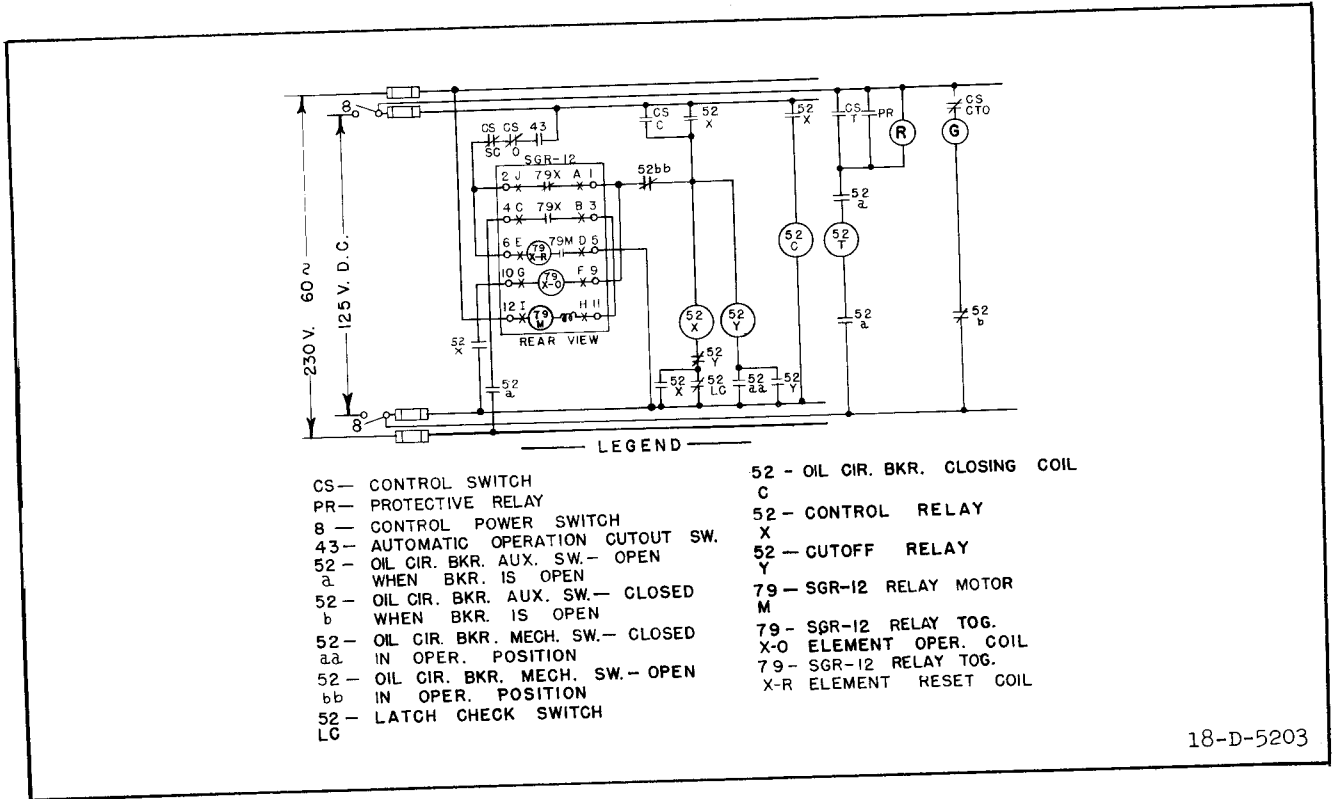 8
CS
C
52
X
52
X
CS
T
PR
R
CS
CTO
G
CS
SC
CS
O
43
SGR-12
2 J 79X A 1
52bb
4 C 79X B 3
6 E 79 X-R 79M D 5
10 G 79 X-O F 9
12 I 79 M H 11
REAR VIEW
52
X
52
a
52
X
52
Y
52
C
52
a
52
T
52
a
52
b
52
Y
52
X
52
LC
52
aa
52
Y
230 V. 60~
125 V. D.C.
8
LEGEND
CS— CONTROL SWITCH
PR— PROTECTIVE RELAY
8 — CONTROL POWER SWITCH
43— AUTOMATIC OPERATION CUTOUT SW.
52 — OIL CIR. BKR. AUX. SW.— OPEN
a WHEN BKR. IS OPEN
52 — OIL CIR. BKR. AUX. SW.— CLOSED
b WHEN BKR. IS OPEN
52— OIL CIR. BKR. MECH. SW.— CLOSED
aa IN OPER. POSITION
52 — OIL CIR. BKR. MECH. SW.— OPEN
bb IN OPER. POSITION
52— LATCH CHECK SWITCH
LC
52 - OIL CIR. BKR. CLOSING COIL
C
52— CONTROL RELAY
X
52 — CUTOFF RELAY
Y
79 — SGR-12 RELAY MOTOR
M
79 - SGR-12 RELAY TOG.
X-O ELEMENT OPER. COIL
79 - SGR-12 RELAY TOG.
X-R ELEMENT RESET COIL
18-D-5203